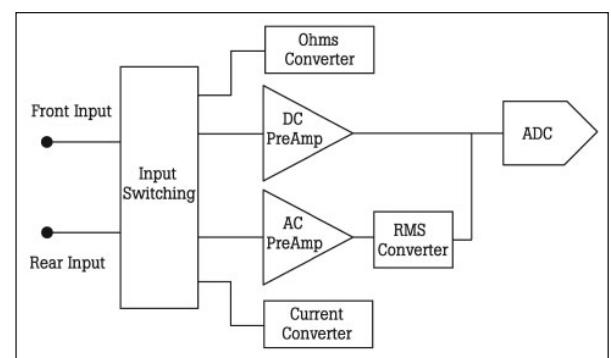 Ohms
Converter
Front Input
DC
PreAmp
ADC
Input
Switching
AC
PreAmp
RMS
Converter
Rear Input
Current
Converter